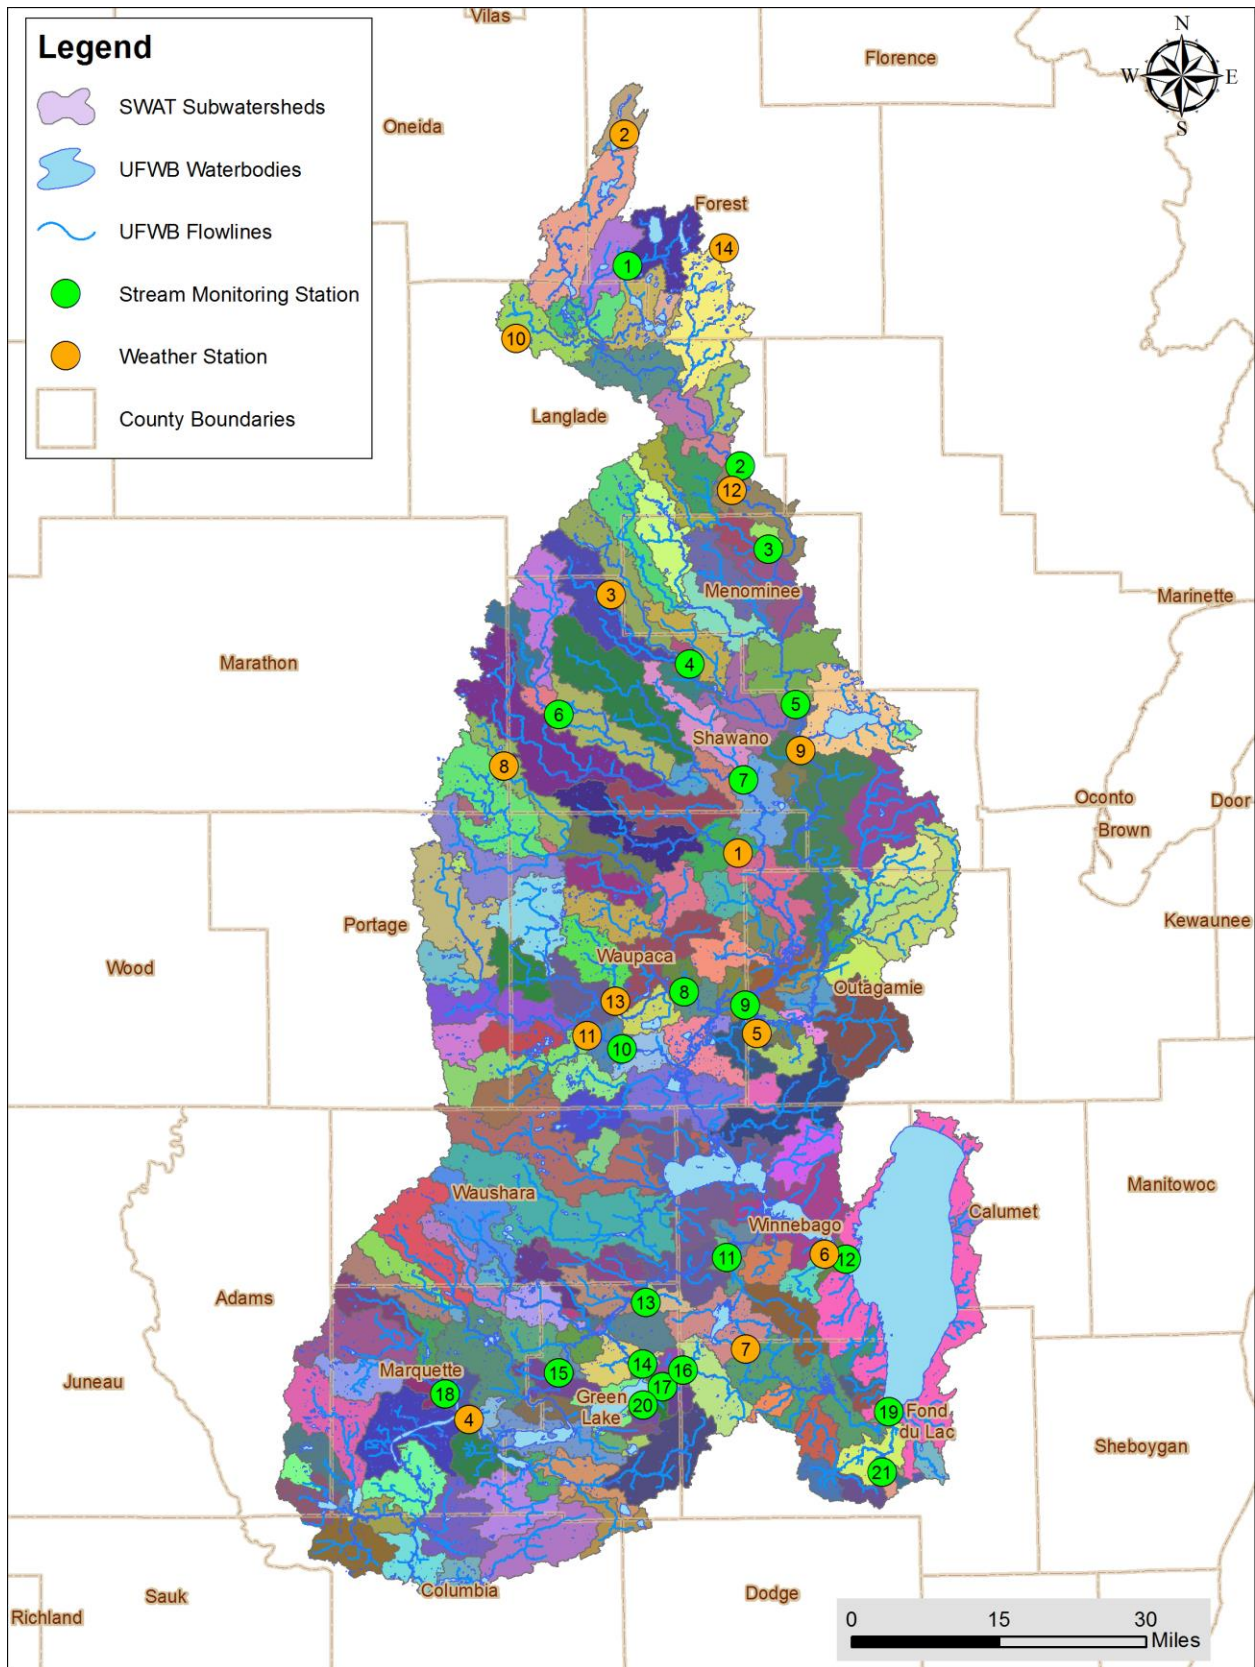 Vilas
Legend
SWAT Subwatersheds
UFWB Waterbodies
UFWB Flowlines
Stream Monitoring Station
Weather Station
County Boundaries
N
W
E
S
Florence
Oneida
2
Forest
14
1
10
Langlade
2
12
3
Menominee
3
Marinette
Marathon
4
5
6
Shawano
9
8
7
Oconto
Door
Brown
1
Portage
Kewaunee
Wood
Waupaca
Outagamie
8
13
9
5
11
10
Waushara
Manitowoc
Calumet
Winnebago
6
12
11
Adams
13
7
Juneau
Marquette
14
16
15
17
18
Green
Lake
20
4
19
Fond
du Lac
Sheboygan
21
Columbia
Sauk
Dodge
Richland
0
15
30
Miles